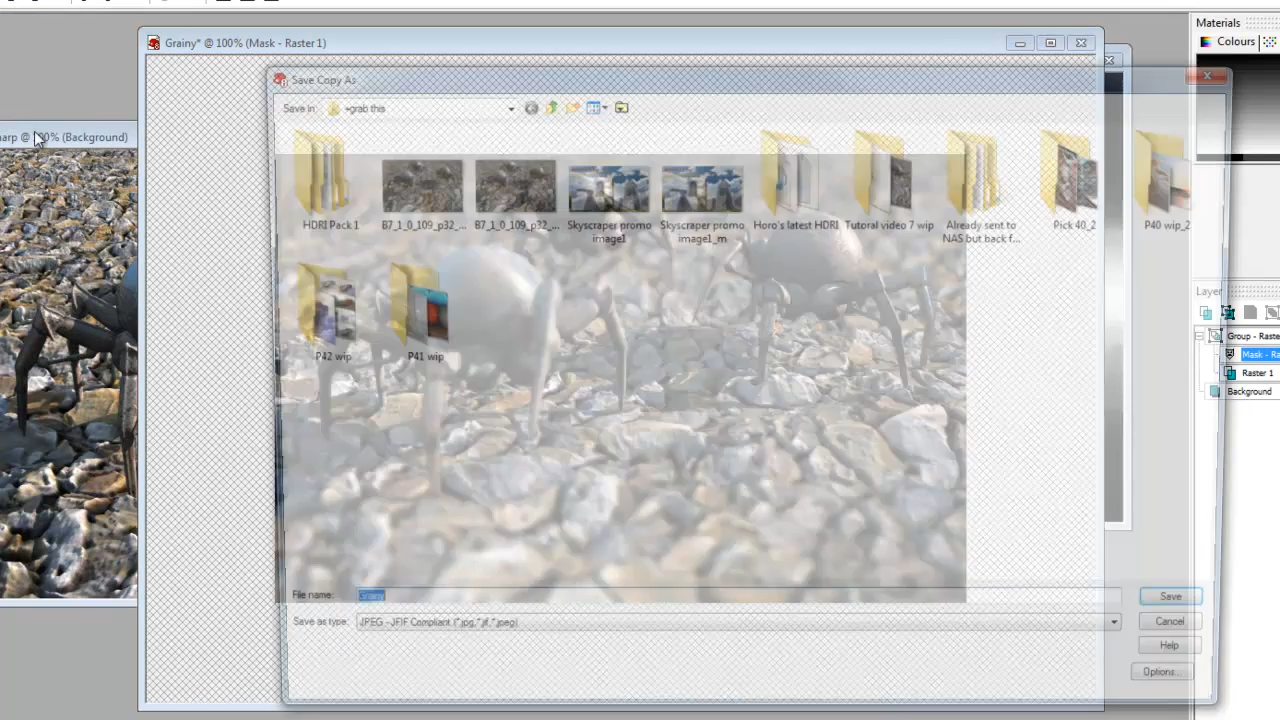 Materials
Grainy* @ 100% (Mask - Raster 1)
Colours
Save Copy As
Save in: +grab this
arp @ 100% (Background)
HDRI Pack 1
B7_1_0_109_p32_...
B7_1_0_109_p32_...
Skyscraper promo image1
Skyscraper promo image1_m
Horo's latest HDRI
Tutoral video 7 wip
Already sent to NAS but back f...
Pick 40_2
P40 wip_2
Layer
Group - Raste
Mask - Ra
Raster 1
Background
P42 wip
P41 wip
File name: Grainy
Save
Save as type: JPEG - JFIF Compliant (*.jpg,*.jif,*.jpeg)
Cancel
Help
Options...